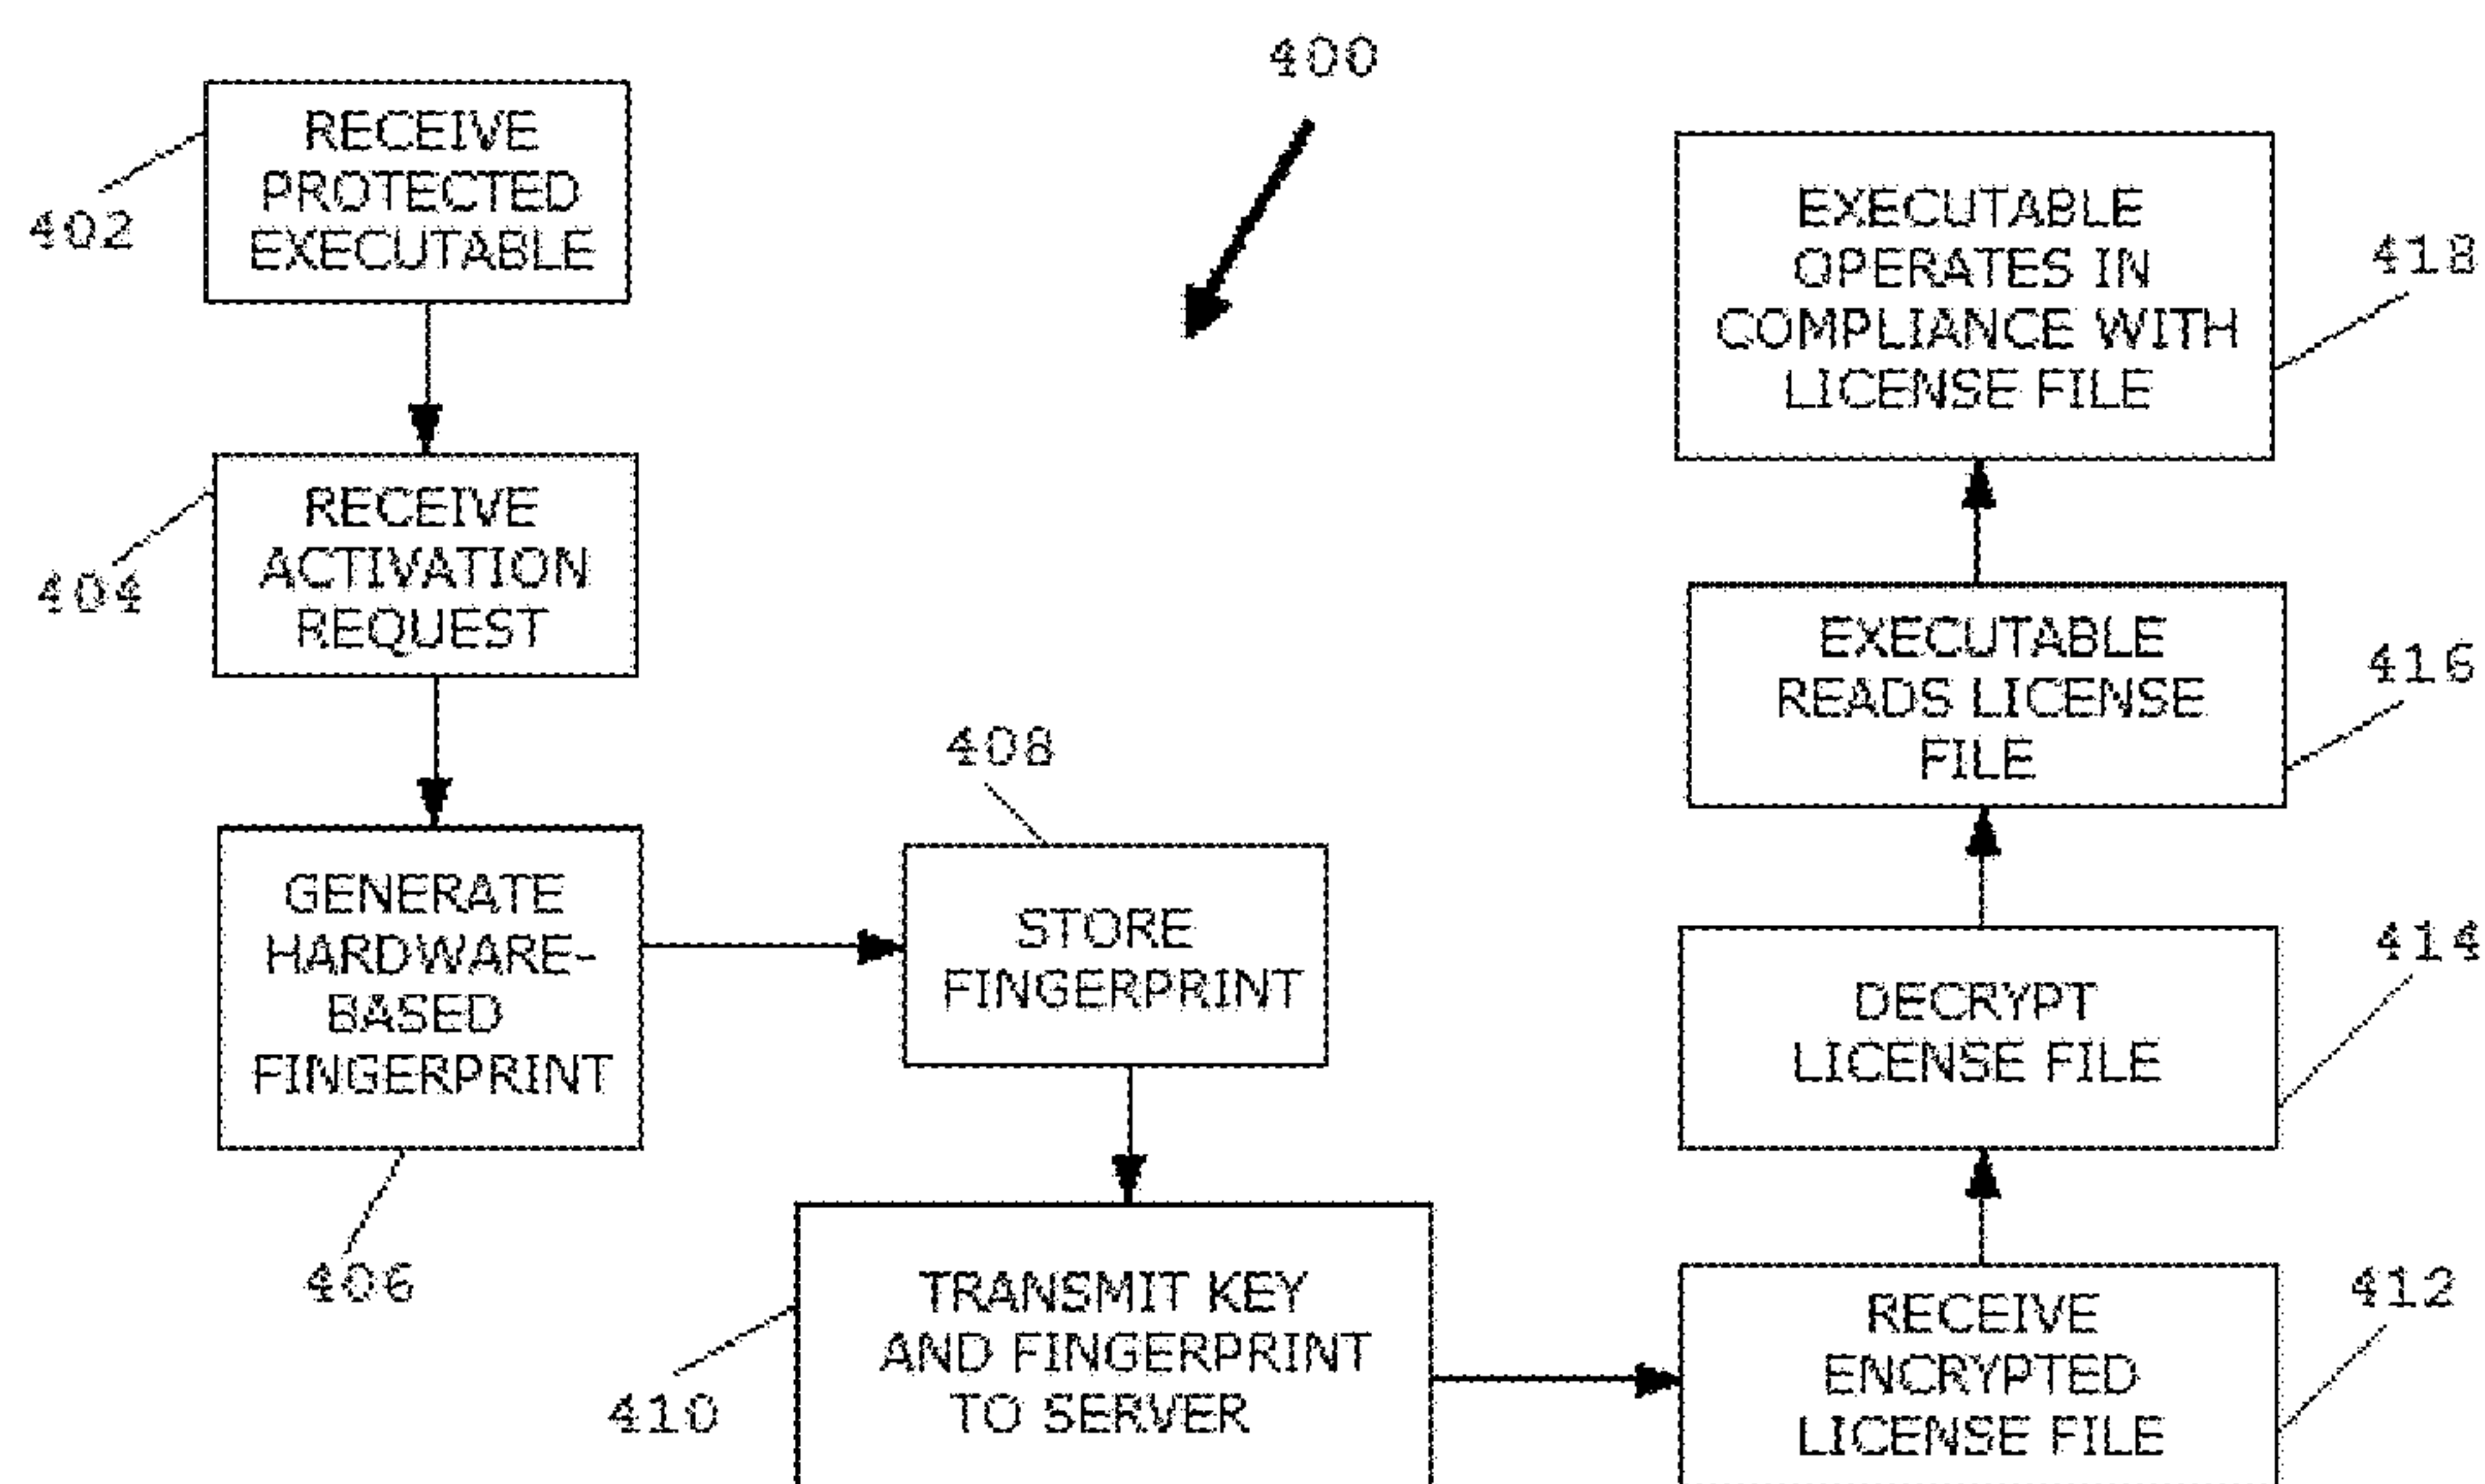 400
RECEIVE
PROTECTED
EXECUTABLE
402
RECEIVE
ACTIVATION
REQUEST
404
GENERATE
HARDWARE-
BASED
FINGERPRINT
406
408
STORE
FINGERPRINT
TRANSMIT KEY
AND FINGERPRINT
TO SERVER
410
RECEIVE
ENCRYPTED
LICENSE FILE
412
DECRYPT
LICENSE FILE
414
EXECUTABLE
READS LICENSE
FILE
416
EXECUTABLE
OPERATES IN
COMPLIANCE WITH
LICENSE FILE
418